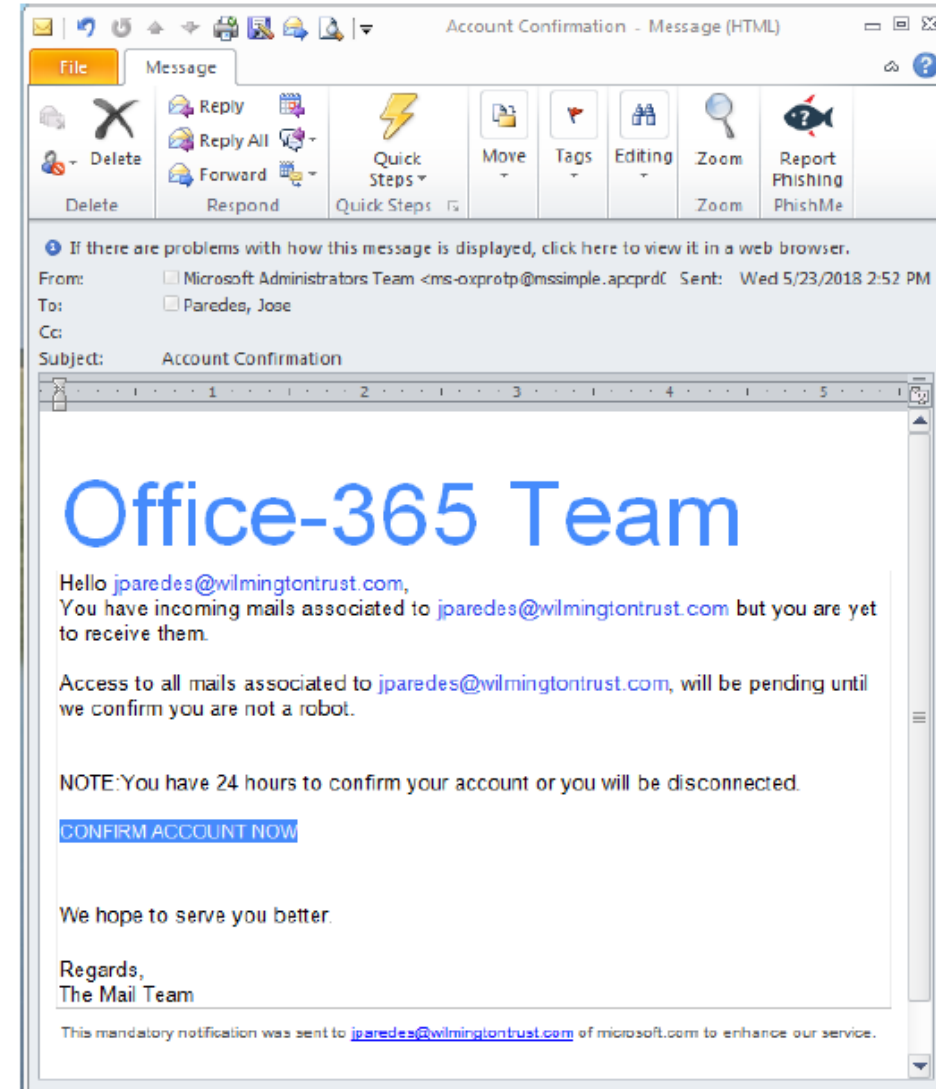 Account Confirmation - Message (HTML)
File Message
Delete
Reply
Reply All
Forward
Quick Steps
Move
Tags
Editing
Zoom
Report Phishing
Delete Respond Quick Steps Zoom PhishMe
If there are problems with how this message is displayed, click here to view it in a web browser.
From: Microsoft Administrators Team <ms-oxprotp@mssimple.apcprd( Sent: Wed 5/23/2018 2:52 PM
To: Paredes, Jose
Cc:
Subject: Account Confirmation
1 2 3 4 5
Office-365 Team
Hello jparedes@wilmingtontrust.com,
You have incoming mails associated to jparedes@wilmingtontrust.com but you are yet
to receive them.
Access to all mails associated to jparedes@wilmingtontrust.com, will be pending until
we confirm you are not a robot.
NOTE:You have 24 hours to confirm your account or you will be disconnected.
CONFIRM ACCOUNT NOW
We hope to serve you better.
Regards,
The Mail Team
This mandatory notification was sent to jparedes@wilmingtontrust.com of microsoft.com to enhance our service.